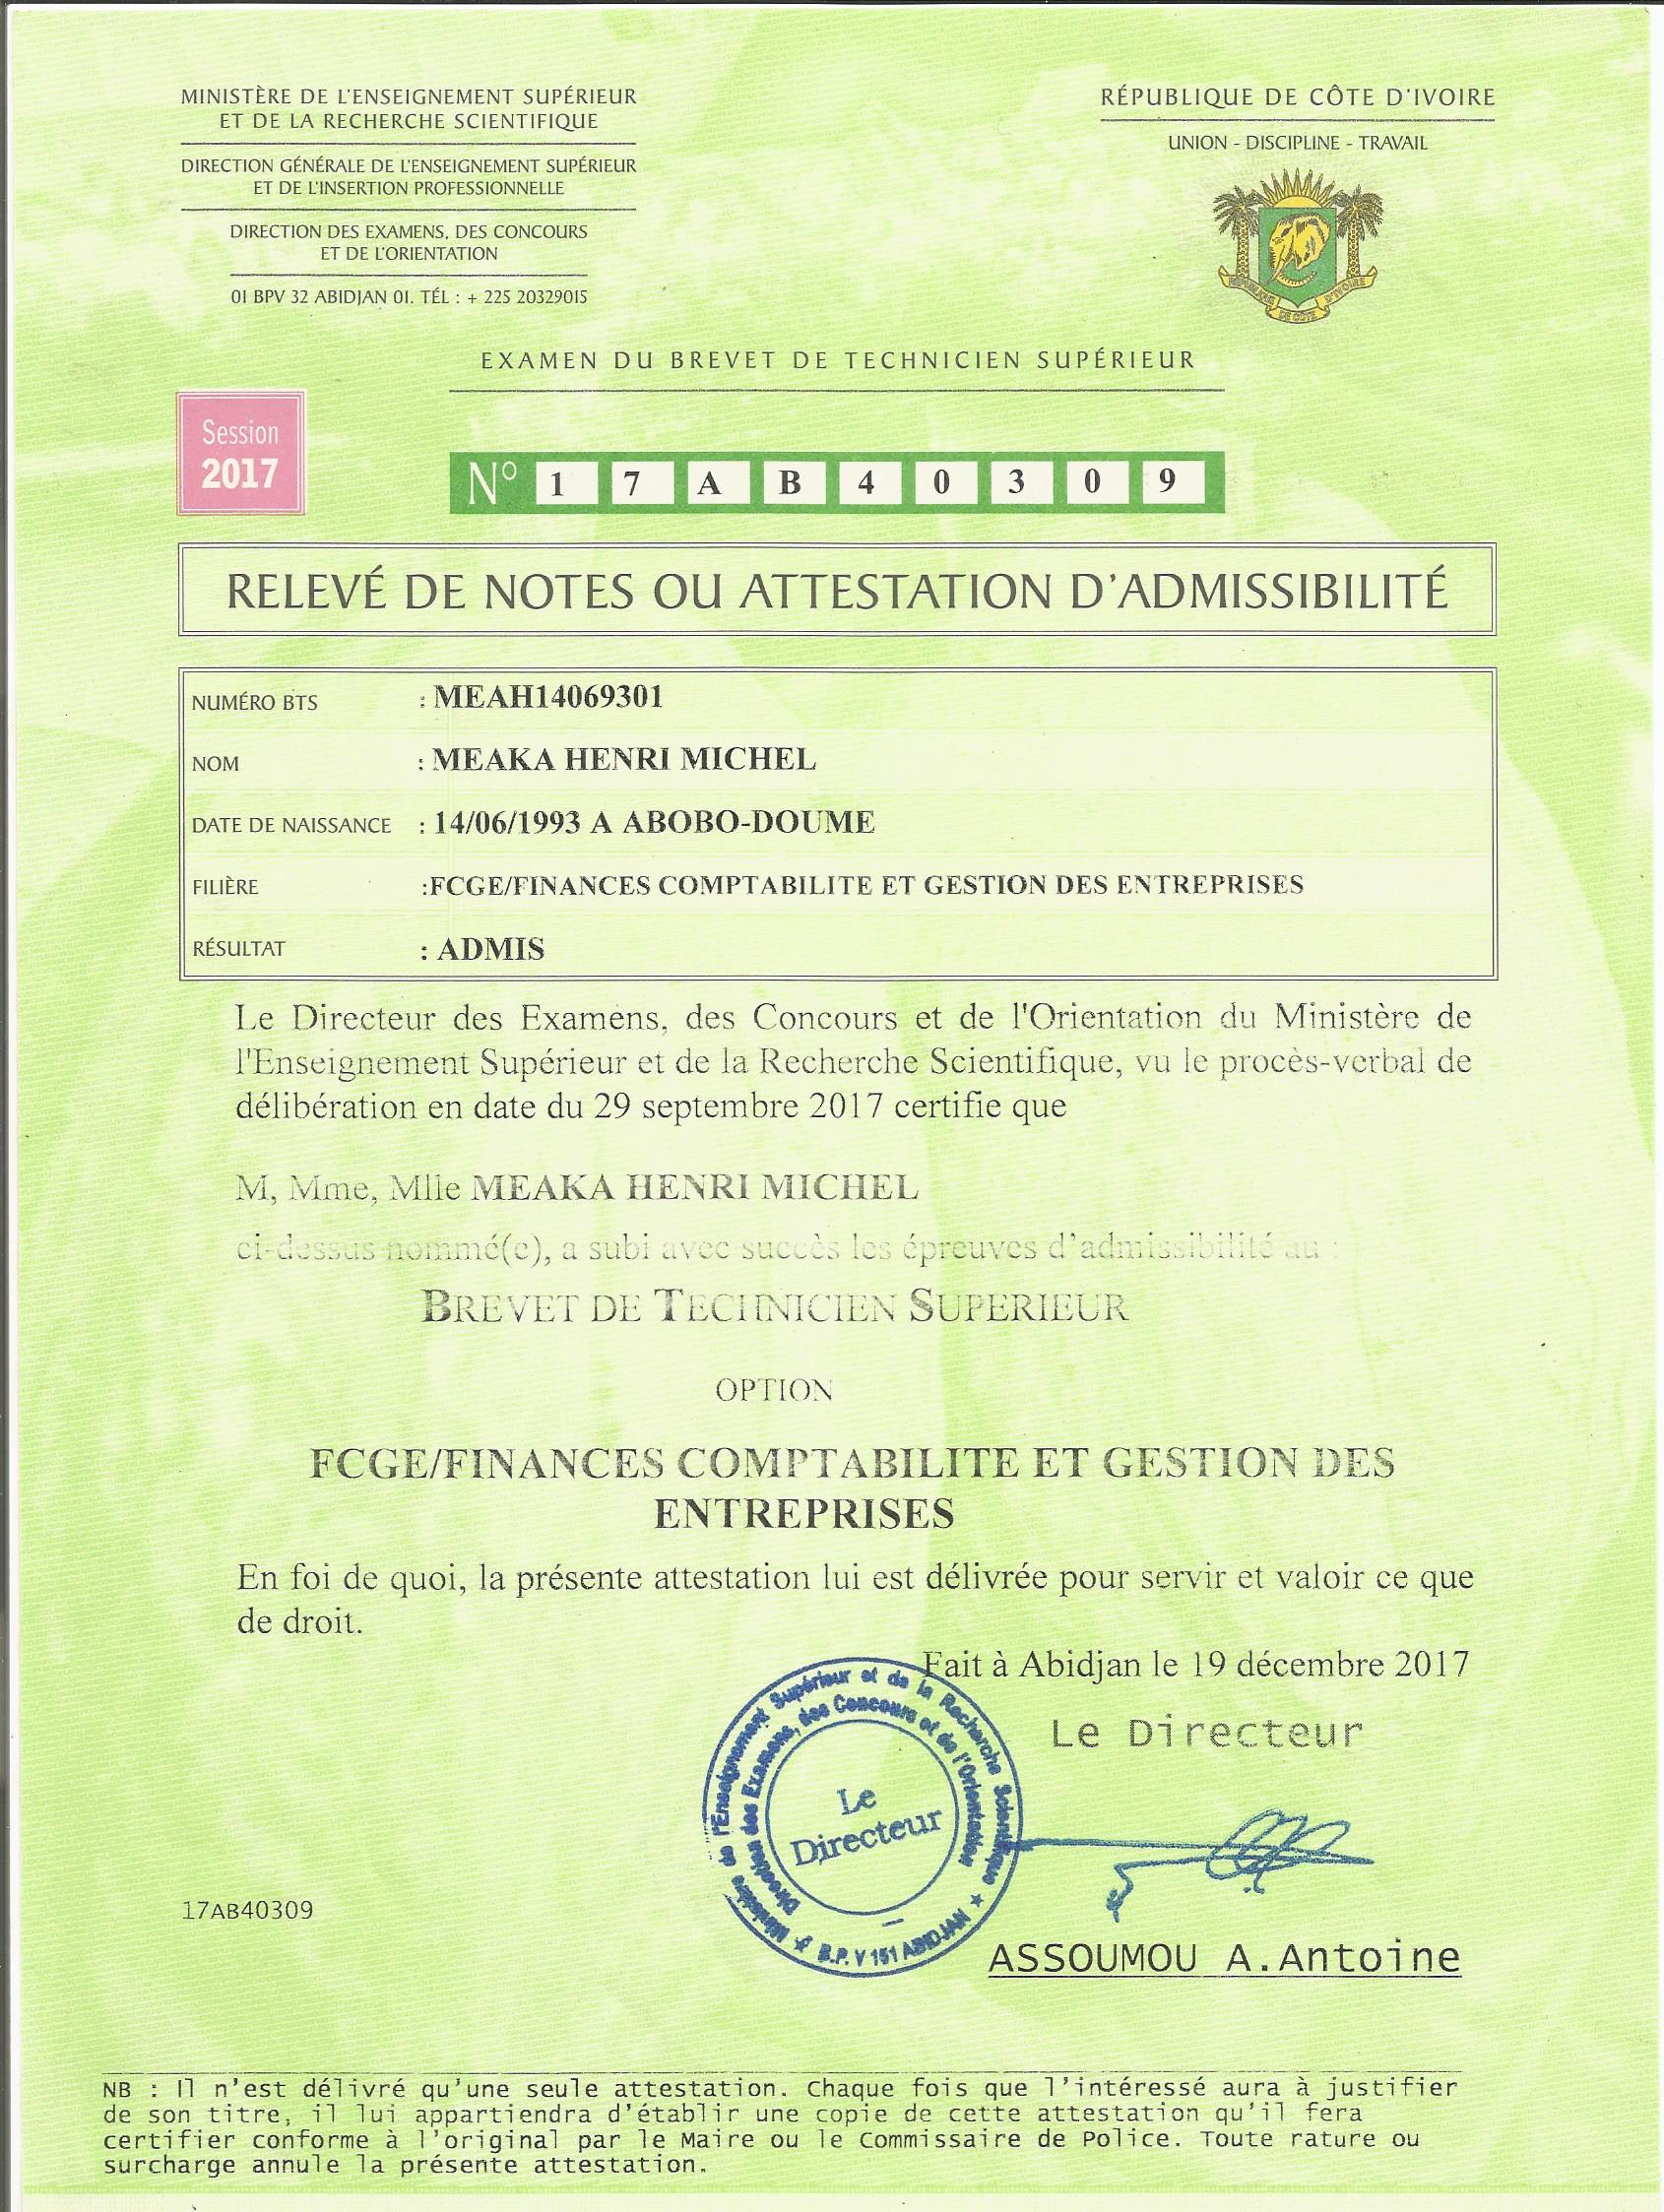 MINISTÈRE DE L'ENSEIGNEMENT SUPÉRIEUR
ET DE LA RECHERCHE SCIENTIFIQUE
DIRECTION GÉNÉRALE DE L'ENSEIGNEMENT SUPÉRIEUR
ET DE L'INSERTION PROFESSIONNELLE
DIRECTION DES EXAMENS, DES CONCOURS
ET DE L'ORIENTATION
01 BPV 32 ABIDJAN 01. TÉL : + 225 20329015
RÉPUBLIQUE DE CÔTE D'IVOIRE
UNION - DISCIPLINE - TRAVAIL
RÉPUBLIQUE DE CÔTE D'IVOIRE
EXAMEN DU BREVET DE TECHNICIEN SUPÉRIEUR
Session
2017
N° 1 7 A B 4 0 3 0 9
RELEVÉ DE NOTES OU ATTESTATION D'ADMISSIBILITÉ
NUMÉRO BTS : MEAH14069301
NOM : MEAKA HENRI MICHEL
DATE DE NAISSANCE : 14/06/1993 A ABOBO-DOUME
FILIÈRE :FCGE/FINANCES COMPTABILITE ET GESTION DES ENTREPRISES
RÉSULTAT : ADMIS
Le Directeur des Examens, des Concours et de l'Orientation du Ministère de
l'Enseignement Supérieur et de la Recherche Scientifique, vu le procès-verbal de
délibération en date du 29 septembre 2017 certifie que
M, Mme, Mlle MEAKA HENRI MICHEL
ci-dessus nommé(e), a subi avec succès les épreuves d'admissibilité au :
BREVET DE TECHNICIEN SUPERIEUR
OPTION
FCGE/FINANCES COMPTABILITE ET GESTION DES
ENTREPRISES
En foi de quoi, la présente attestation lui est délivrée pour servir et valoir ce que
de droit.
Fait à Abidjan le 19 décembre 2017
Le Directeur
Ministère de l'Enseignement Supérieur et de la Recherche Scientifique
Direction des Examens, des Concours et de l'Orientation
Le
Directeur
★ B.P. V 151 ABIDJAN ★
17AB40309
ASSOUMOU A.Antoine
NB : Il n'est délivré qu'une seule attestation. Chaque fois que l'intéressé aura à justifier
de son titre, il lui appartiendra d'établir une copie de cette attestation qu'il fera
certifier conforme à l'original par le Maire ou le Commissaire de Police. Toute rature ou
surcharge annule la présente attestation.